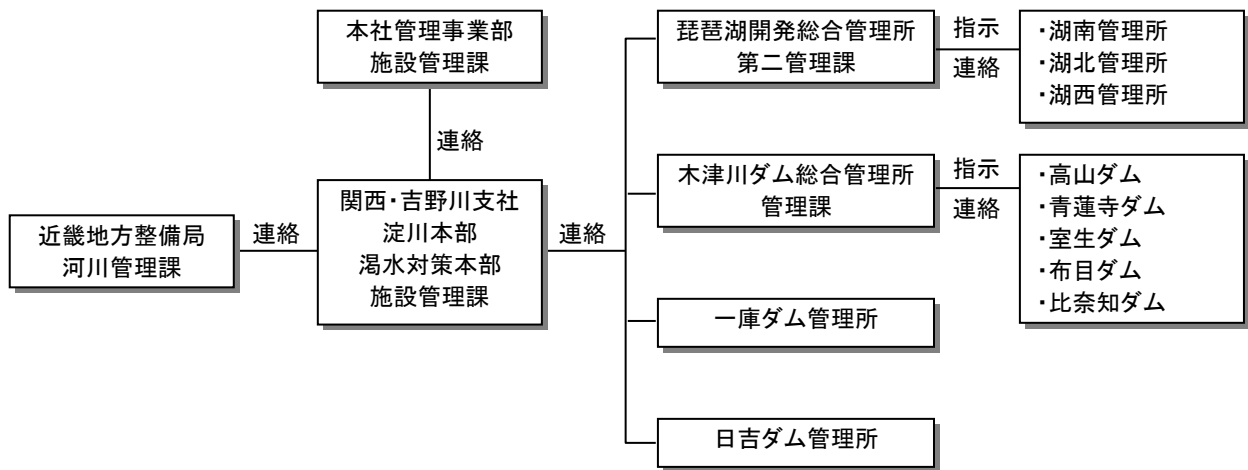 本社管理事業部
施設管理課
連絡
近畿地方整備局
河川管理課
連絡
関西・吉野川支社
淀川本部
渇水対策本部
施設管理課
連絡
琵琶湖開発総合管理所
第二管理課
指示
連絡
・湖南管理所
・湖北管理所
・湖西管理所
木津川ダム総合管理所
管理課
指示
連絡
・高山ダム
・青蓮寺ダム
・室生ダム
・布目ダム
・比奈知ダム
一庫ダム管理所
日吉ダム管理所